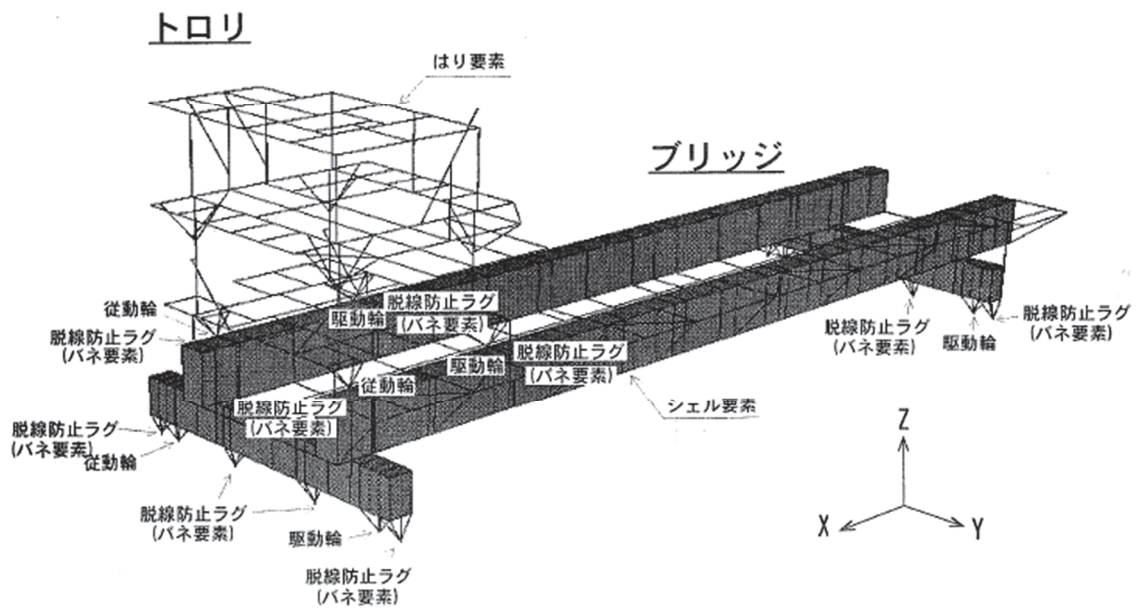 トロリ
はり要素
ブリッジ
従動輪
脱線防止ラグ
(バネ要素)
駆動輪
脱線防止ラグ
(バネ要素)
駆動輪
脱線防止ラグ
(バネ要素)
従動輪
脱線防止ラグ
(バネ要素)
シェル要素
脱線防止ラグ
(バネ要素)
駆動輪
脱線防止ラグ
(バネ要素)
脱線防止ラグ
(バネ要素)
従動輪
脱線防止ラグ
(バネ要素)
駆動輪
脱線防止ラグ
(バネ要素)
Z
X
Y